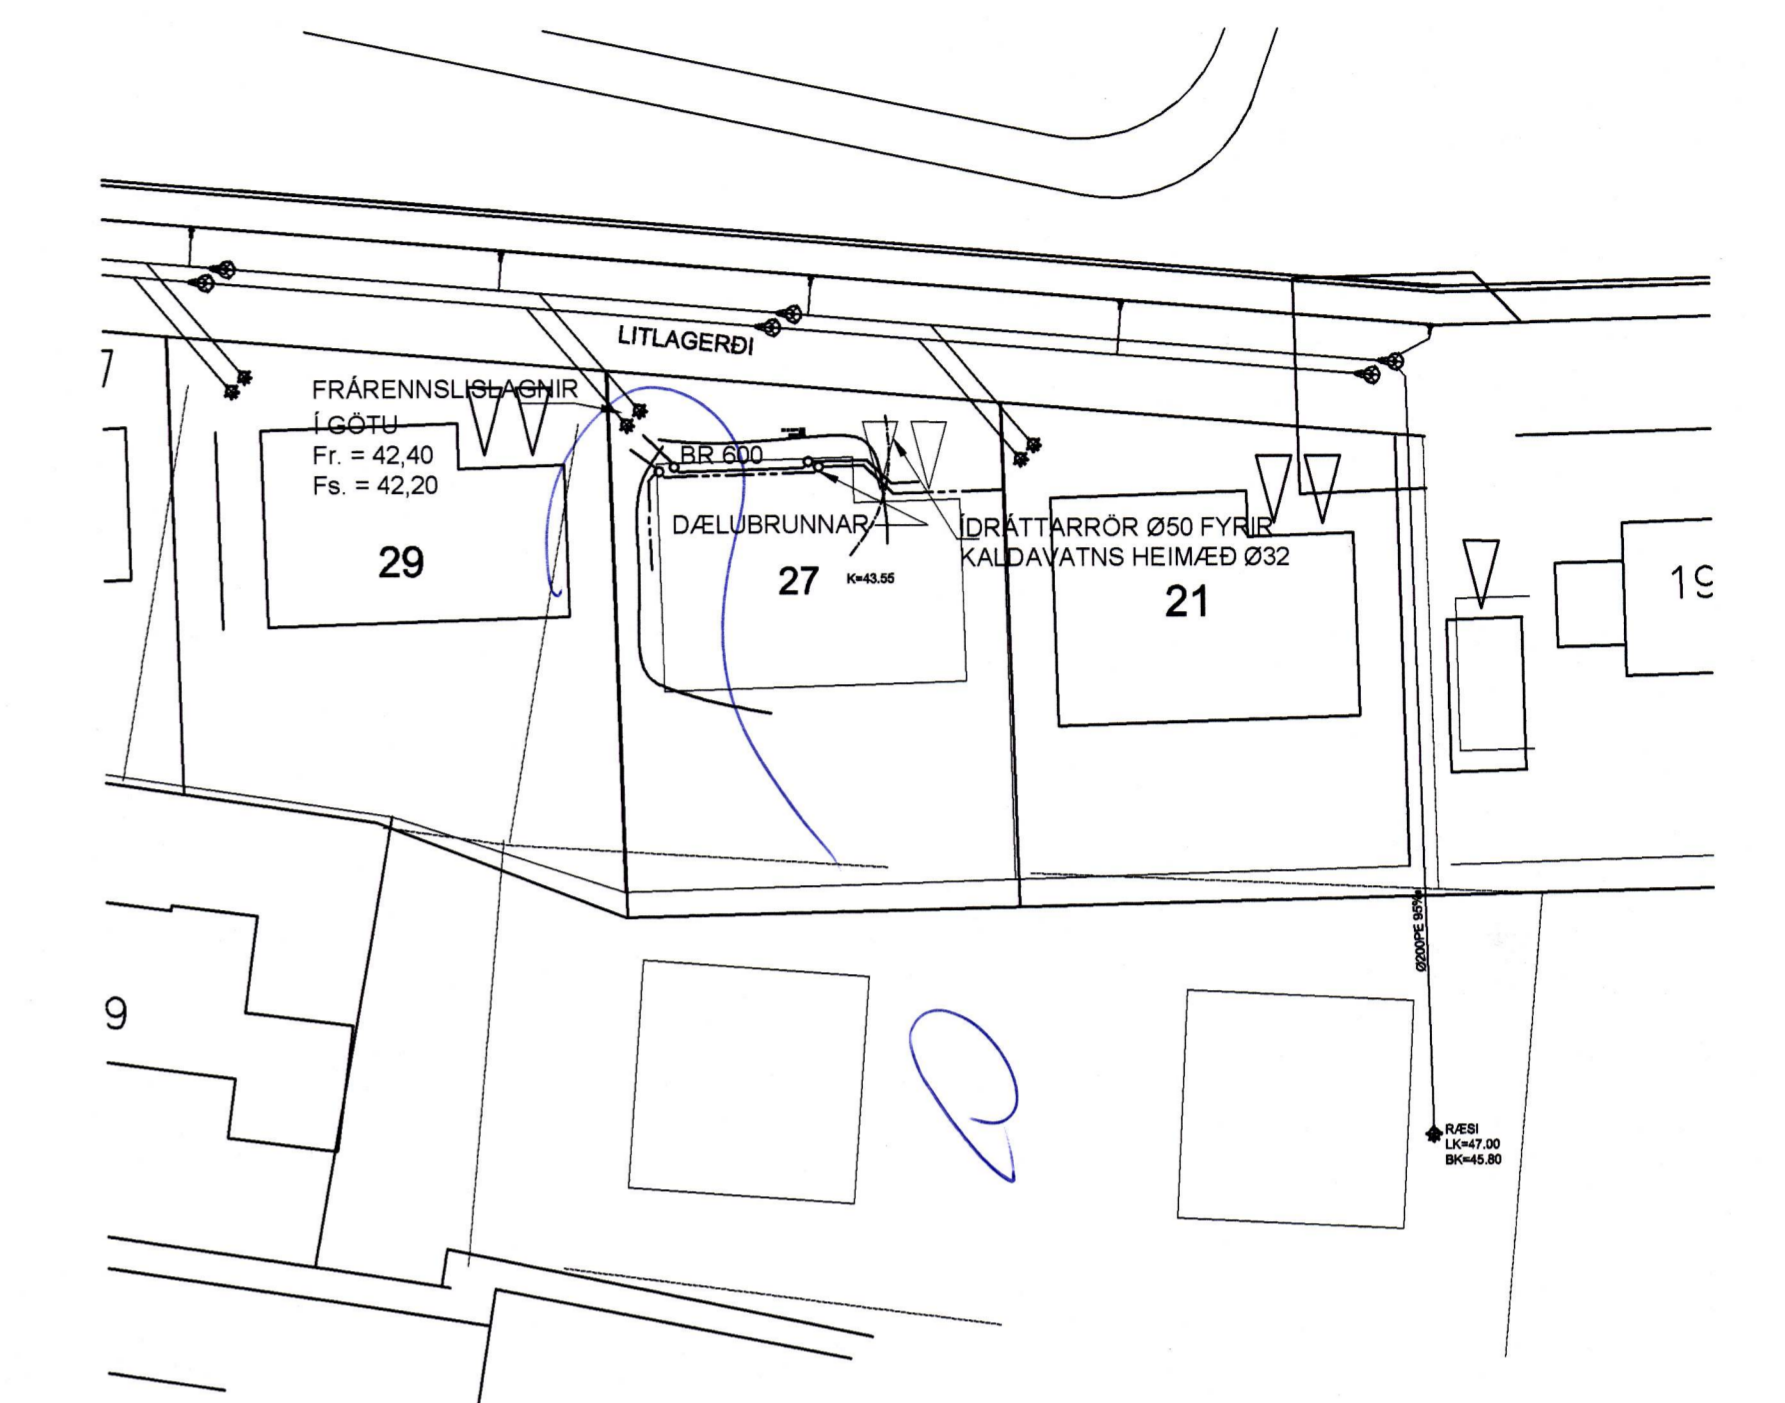 LITLAGERÐI
7
FRÁRENNSLISLAGNIR
Í GÖTU
Fr. = 42,40
Fs. = 42,20
BR 600
DÆLUBRUNNAR
ÍDRÁTTARRÖR Ø50 FYRIR
KALDAVATNS HEIMÆÐ Ø32
29
27
K=43.55
21
19
Ø200PE 95‰
9
RÆSI
LK=47.00
BK=45.80